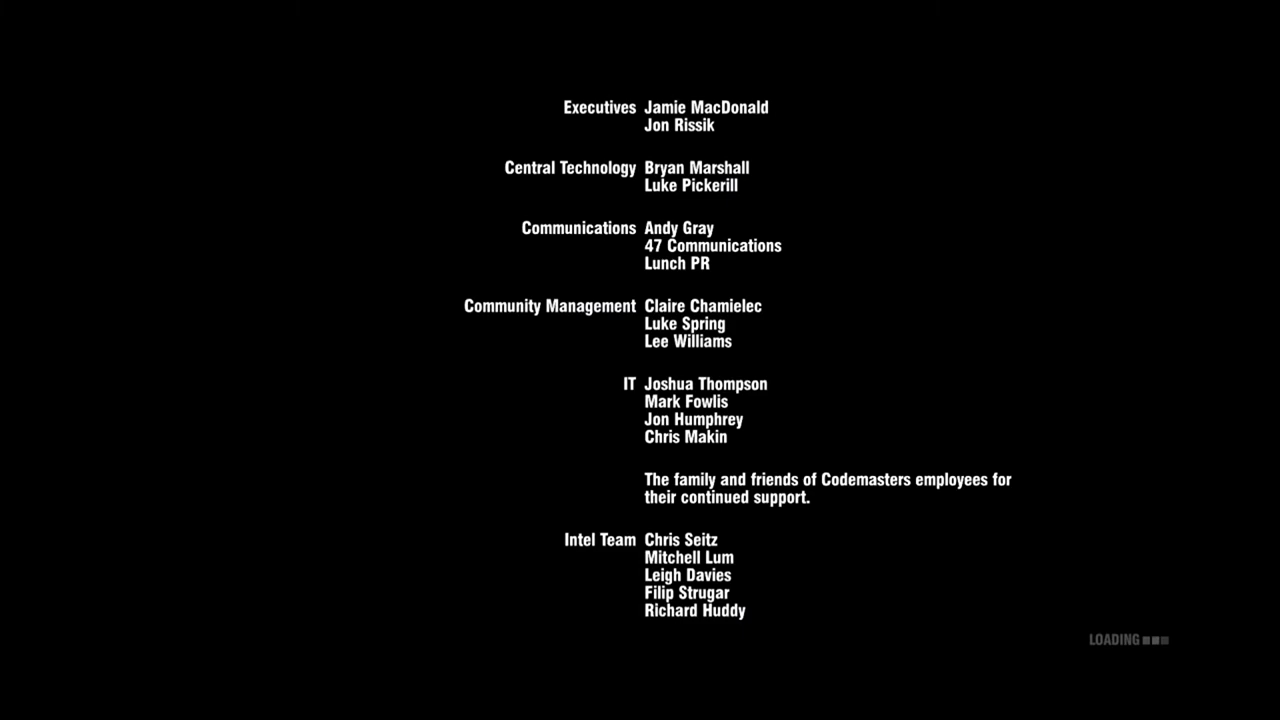 Executives Jamie MacDonald
Jon Rissik
Central Technology Bryan Marshall
Luke Pickerill
Communications Andy Gray
47 Communications
Lunch PR
Community Management Claire Chamielec
Luke Spring
Lee Williams
IT Joshua Thompson
Mark Fowlis
Jon Humphrey
Chris Makin
The family and friends of Codemasters employees for
their continued support.
Intel Team Chris Seitz
Mitchell Lum
Leigh Davies
Filip Strugar
Richard Huddy
LOADING